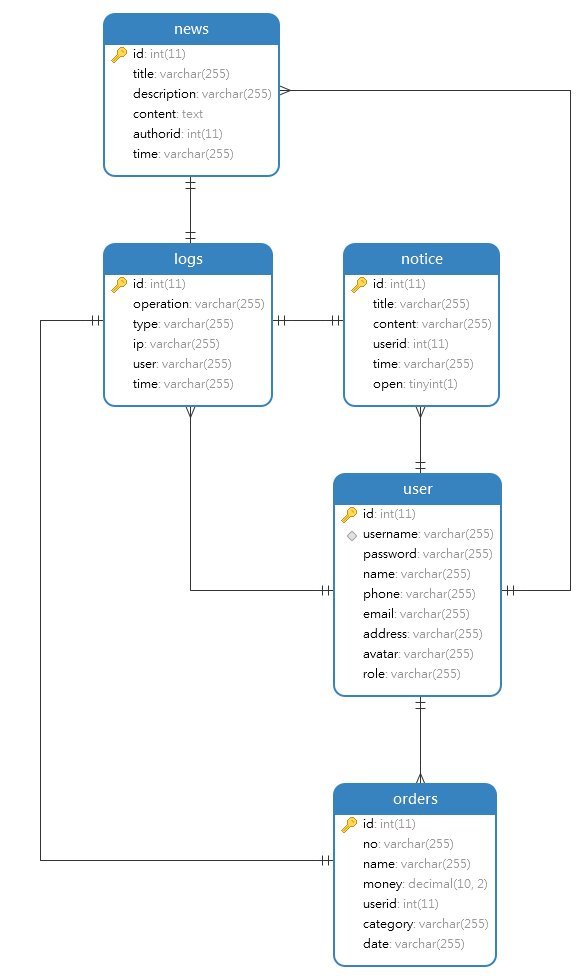 news
id: int(11)
title: varchar(255)
description: varchar(255)
content: text
authorid: int(11)
time: varchar(255)
logs
id: int(11)
operation: varchar(255)
type: varchar(255)
ip: varchar(255)
user: varchar(255)
time: varchar(255)
notice
id: int(11)
title: varchar(255)
content: varchar(255)
userid: int(11)
time: varchar(255)
open: tinyint(1)
user
id: int(11)
username: varchar(255)
password: varchar(255)
name: varchar(255)
phone: varchar(255)
email: varchar(255)
address: varchar(255)
avatar: varchar(255)
role: varchar(255)
orders
id: int(11)
no: varchar(255)
name: varchar(255)
money: decimal(10, 2)
userid: int(11)
category: varchar(255)
date: varchar(255)